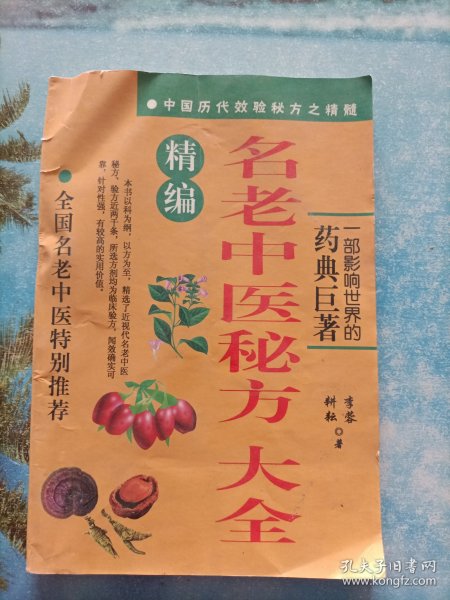 ●中国历代效验秘方之精髓
精编
名老中医秘方大全
一部影响世界的
药典巨著
李蓉
耕耘
◎著
本书以科为纲，以方为至，精选了近现代名老中医
秘方、验方近两千条，所选方剂均为临床验方，闻效确实可
靠，针对性强，有较高的实用价值。
●全国名老中医特别推荐
孔夫子旧书网
www.kongfz.com